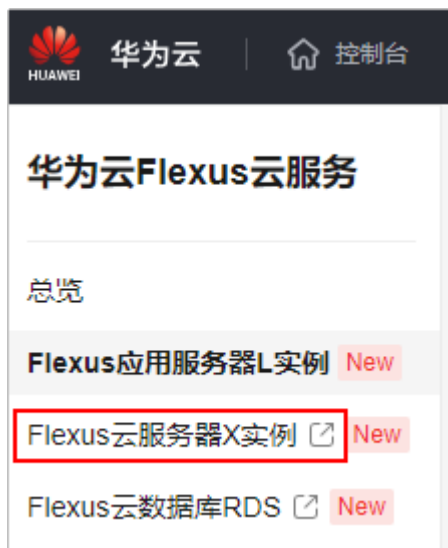 HUAWEI 华为云 控制台
华为云Flexus云服务
总览
Flexus应用服务器L实例 New
Flexus云服务器X实例 New
Flexus云数据库RDS New